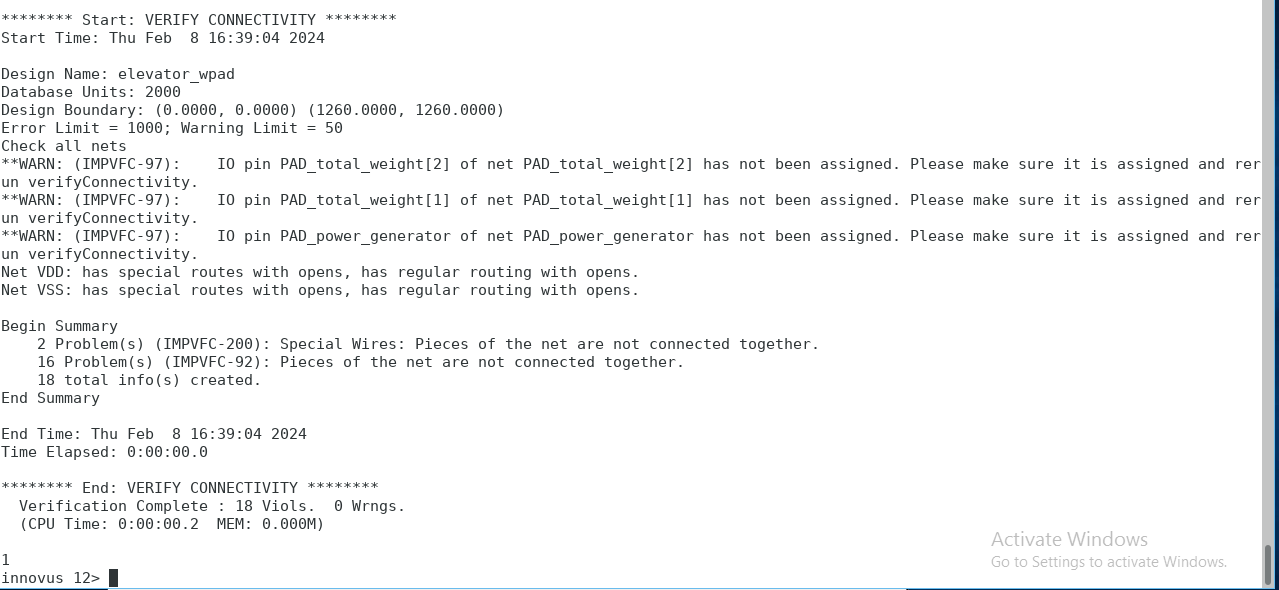 ******** Start: VERIFY CONNECTIVITY ********
Start Time: Thu Feb  8 16:39:04 2024

Design Name: elevator_wpad
Database Units: 2000
Design Boundary: (0.0000, 0.0000) (1260.0000, 1260.0000)
Error Limit = 1000; Warning Limit = 50
Check all nets
**WARN: (IMPVFC-97):    IO pin PAD_total_weight[2] of net PAD_total_weight[2] has not been assigned. Please make sure it is assigned and rer
un verifyConnectivity.
**WARN: (IMPVFC-97):    IO pin PAD_total_weight[1] of net PAD_total_weight[1] has not been assigned. Please make sure it is assigned and rer
un verifyConnectivity.
**WARN: (IMPVFC-97):    IO pin PAD_power_generator of net PAD_power_generator has not been assigned. Please make sure it is assigned and rer
un verifyConnectivity.
Net VDD: has special routes with opens, has regular routing with opens.
Net VSS: has special routes with opens, has regular routing with opens.

Begin Summary
    2 Problem(s) (IMPVFC-200): Special Wires: Pieces of the net are not connected together.
    16 Problem(s) (IMPVFC-92): Pieces of the net are not connected together.
    18 total info(s) created.
End Summary

End Time: Thu Feb  8 16:39:04 2024
Time Elapsed: 0:00:00.0

******** End: VERIFY CONNECTIVITY ********
  Verification Complete : 18 Viols.  0 Wrngs.
  (CPU Time: 0:00:00.2  MEM: 0.000M)

1
innovus 12>
Activate Windows
Go to Settings to activate Windows.